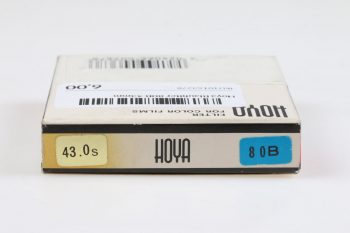 HOYA
FILTER
FOR COLOR FILMS
6,00
43.0s
HOYA
80B